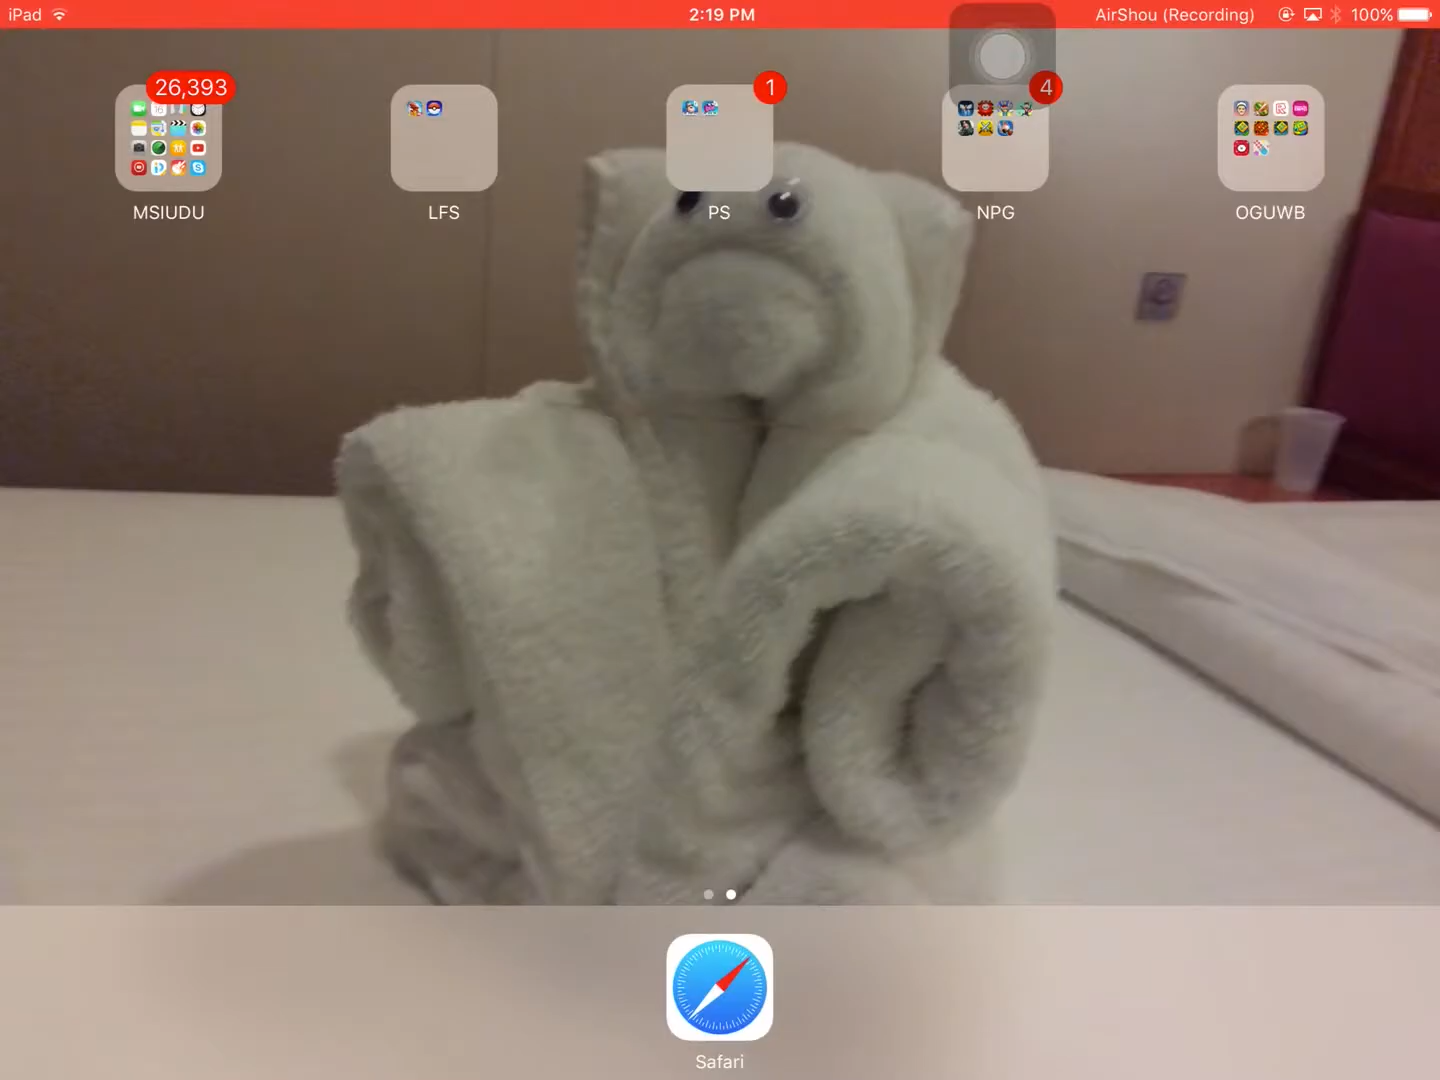 iPad 2:19 PM AirShou (Recording) 100%
26,393 1 4
MSIUDU LFS PS NPG OGUWB
Safari